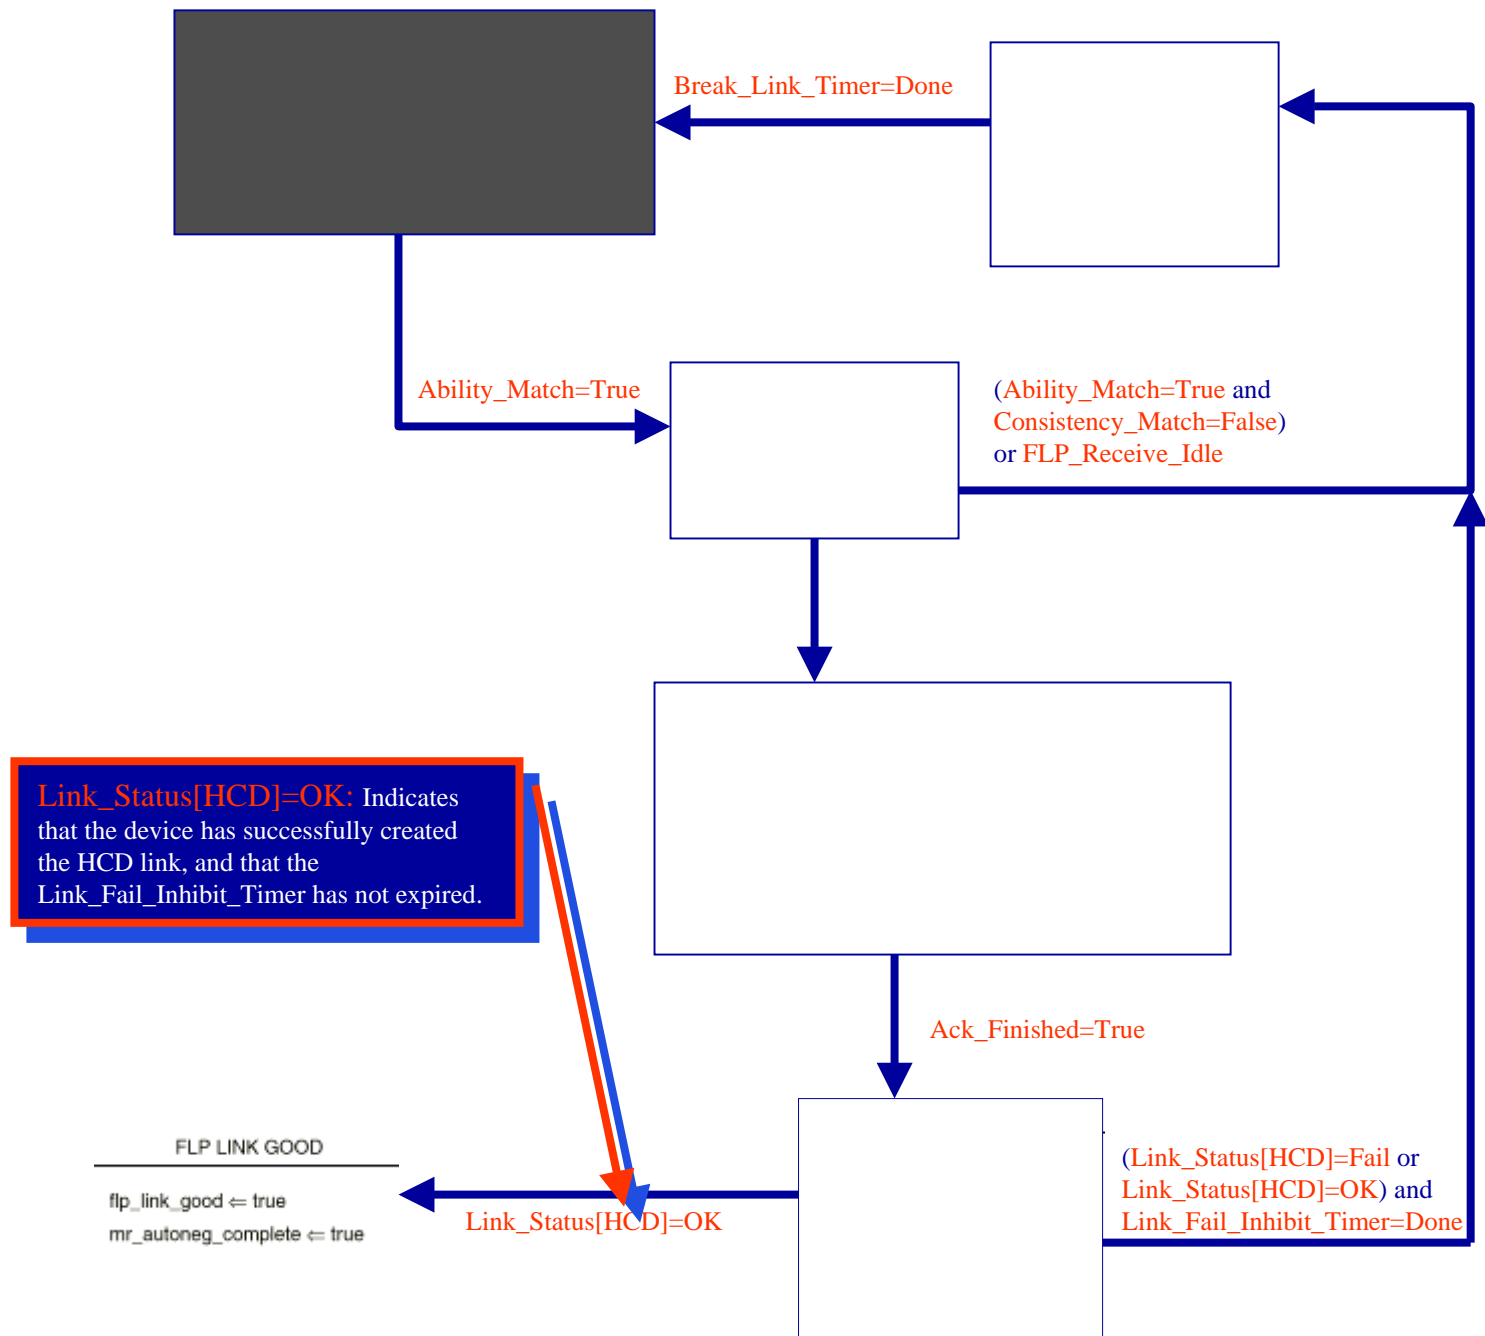 Break_Link_Timer=Done
Ability_Match=True
(Ability_Match=True and
Consistency_Match=False)
or FLP_Receive_Idle
Link_Status[HCD]=OK: Indicates
that the device has successfully created
the HCD link, and that the
Link_Fail_Inhibit_Timer has not expired.
Ack_Finished=True
FLP LINK GOOD
flp_link_good ⇐ true
mr_autoneg_complete ⇐ true
Link_Status[HCD]=OK
(Link_Status[HCD]=Fail or
Link_Status[HCD]=OK) and
Link_Fail_Inhibit_Timer=Done